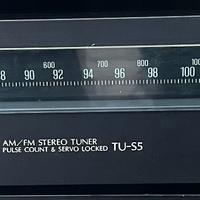 600 700 800 100
8 90 92 94 96 98 100
AM/FM STEREO TUNER
PULSE COUNT & SERVO LOCKED TU-S5